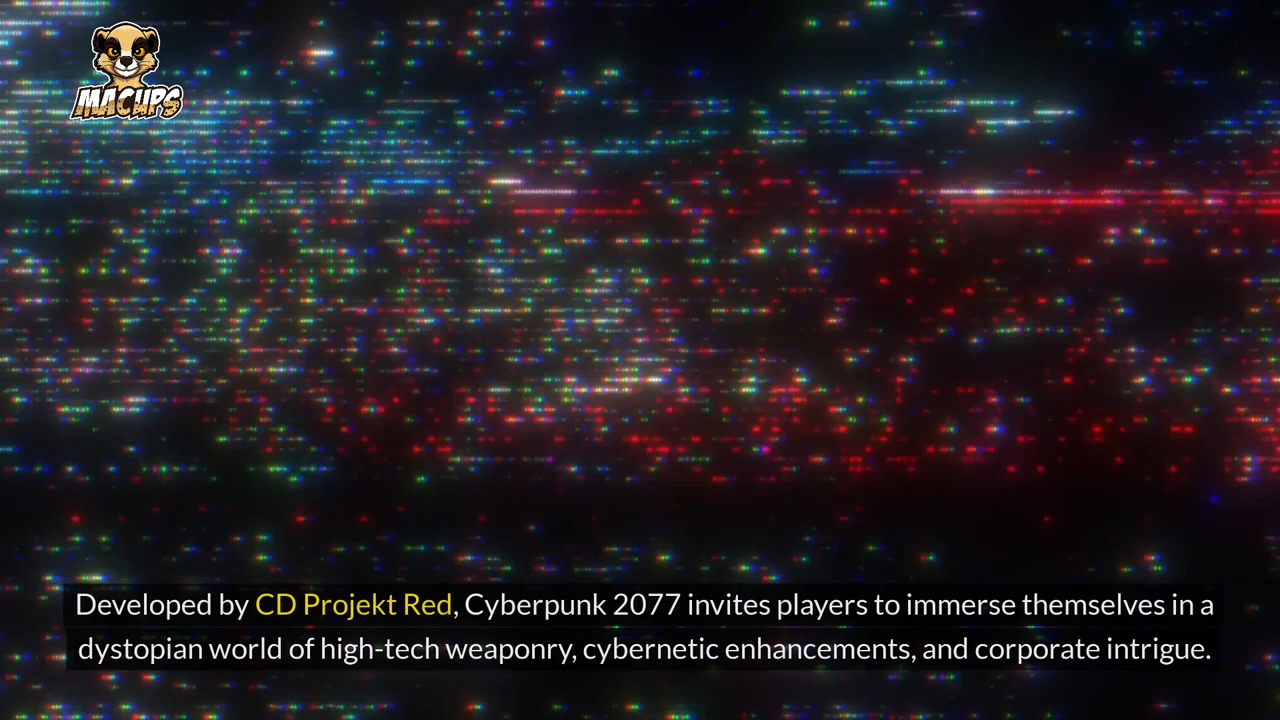 MACUPS
Developed by CD Projekt Red, Cyberpunk 2077 invites players to immerse themselves in a
dystopian world of high-tech weaponry, cybernetic enhancements, and corporate intrigue.